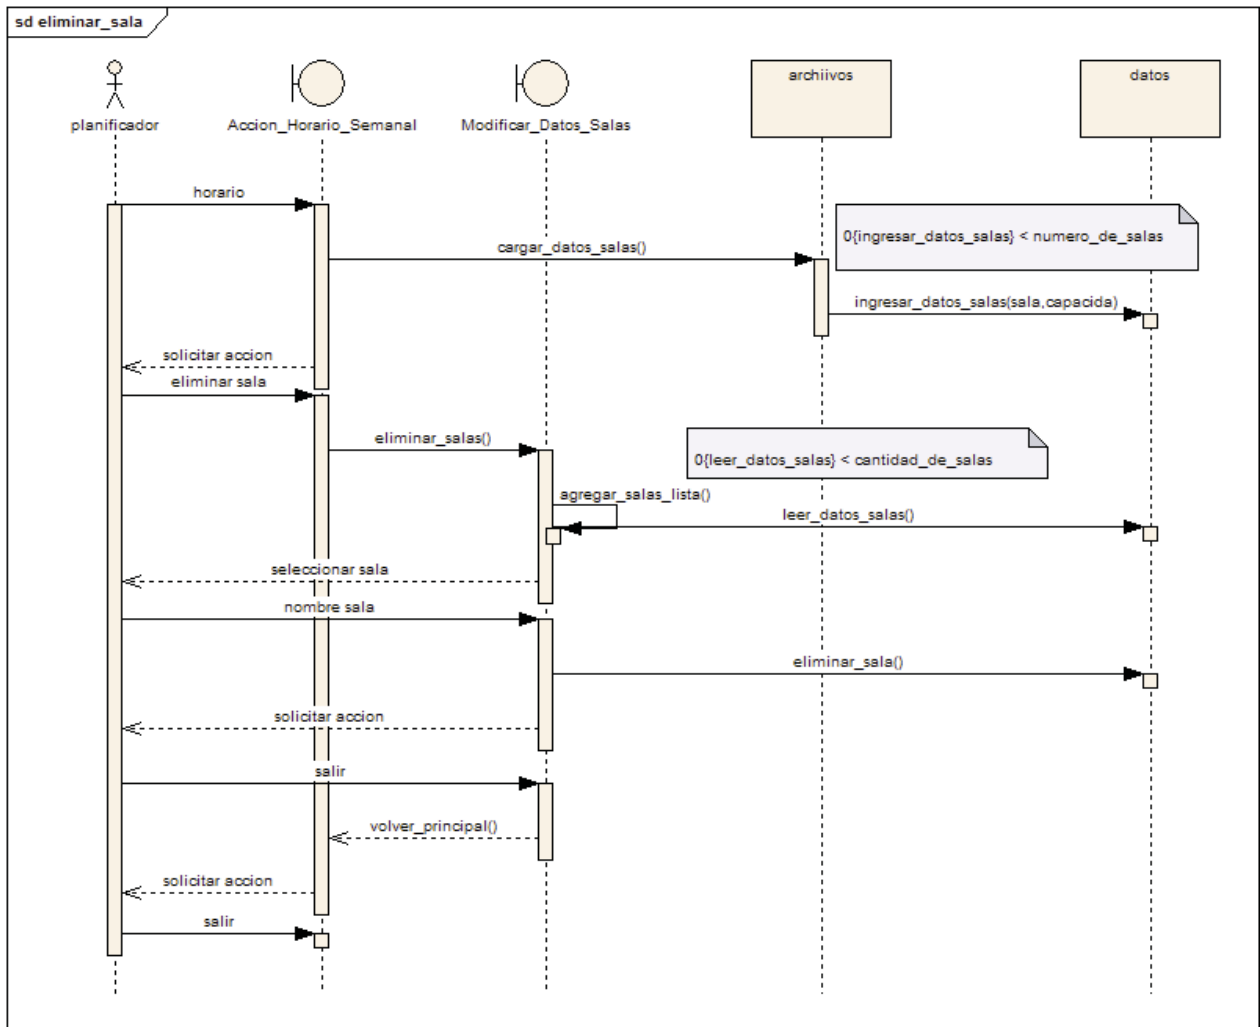 sd eliminar_sala
planificador
Accion_Horario_Semanal
Modificar_Datos_Salas
archiivos
datos
horario
0{ingresar_datos_salas} < numero_de_salas
cargar_datos_salas()
ingresar_datos_salas(sala,capacida)
solicitar accion
eliminar sala
eliminar_salas()
0{leer_datos_salas} < cantidad_de_salas
agregar_salas_lista()
leer_datos_salas()
seleccionar sala
nombre sala
eliminar_sala()
solicitar accion
salir
volver_principal()
solicitar accion
salir